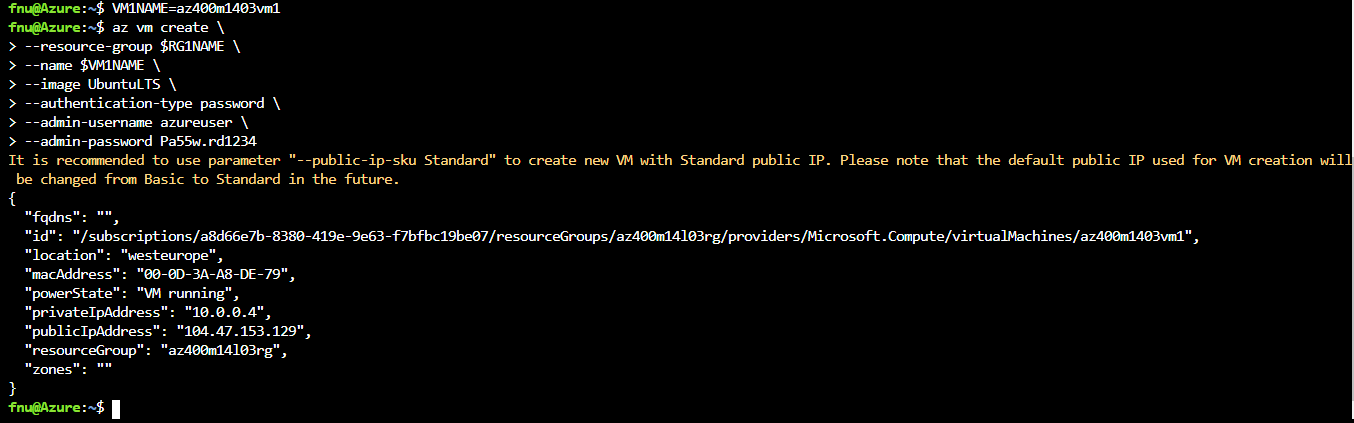 fnu@Azure:~$ VM1NAME=az400m1403vm1
fnu@Azure:~$ az vm create \
> --resource-group $RG1NAME \
> --name $VM1NAME \
> --image UbuntuLTS \
> --authentication-type password \
> --admin-username azureuser \
> --admin-password Pa55w.rd1234
It is recommended to use parameter "--public-ip-sku Standard" to create new VM with Standard public IP. Please note that the default public IP used for VM creation will
 be changed from Basic to Standard in the future.
{
  "fqdns": "",
  "id": "/subscriptions/a8d66e7b-8380-419e-9e63-f7bfbc19be07/resourceGroups/az400m14l03rg/providers/Microsoft.Compute/virtualMachines/az400m1403vm1",
  "location": "westeurope",
  "macAddress": "00-0D-3A-A8-DE-79",
  "powerState": "VM running",
  "privateIpAddress": "10.0.0.4",
  "publicIpAddress": "104.47.153.129",
  "resourceGroup": "az400m14l03rg",
  "zones": ""
}
fnu@Azure:~$